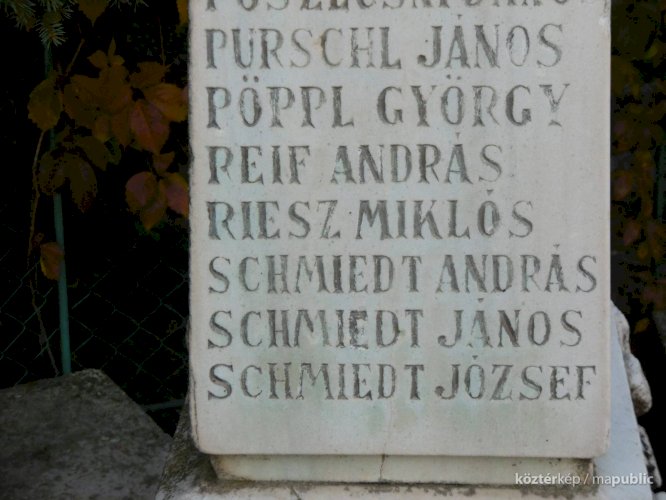 PURSCHL JÁNOS
PÖPPL GYÖRGY
REIF ANDRÁS
RIESZ MIKLÓS
SCHMIEDT ANDRÁS
SCHMIEDT JÁNOS
SCHMIEDT JÓZSEF
köztérkép / mapublic